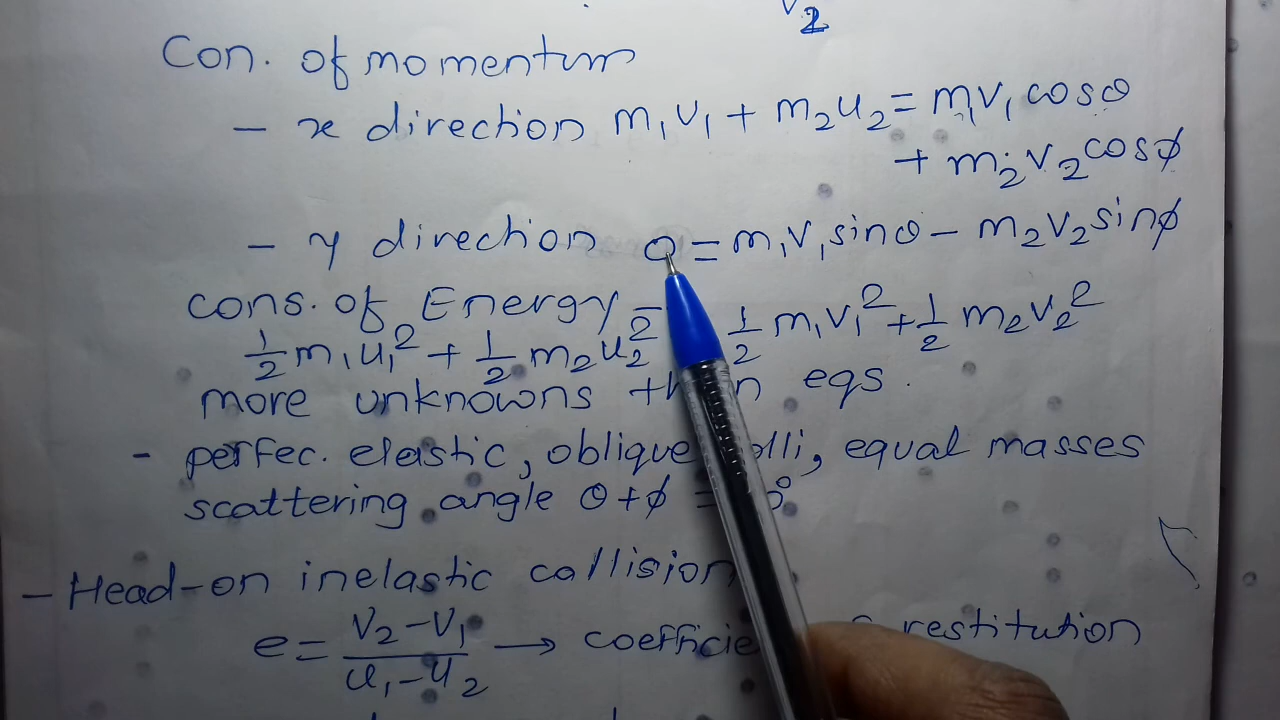 v₂
Con. of momentum
- x direction m₁v₁ + m₂u₂ = m₁v₁ cosθ
+ m₂v₂ cosϕ
- y direction 0 = m₁v₁ sinθ - m₂v₂ sinϕ
cons. of Energy -
½ m₁u₁² + ½ m₂u₂² ½ m₁v₁² + ½ m₂v₂²
more unknowns eqs.
- perfec. elastic, oblique, equal masses
scattering angle θ+ϕ = °
- Head-on inelastic collision
e = (v₂ - v₁)/(u₁ - u₂) → restitution